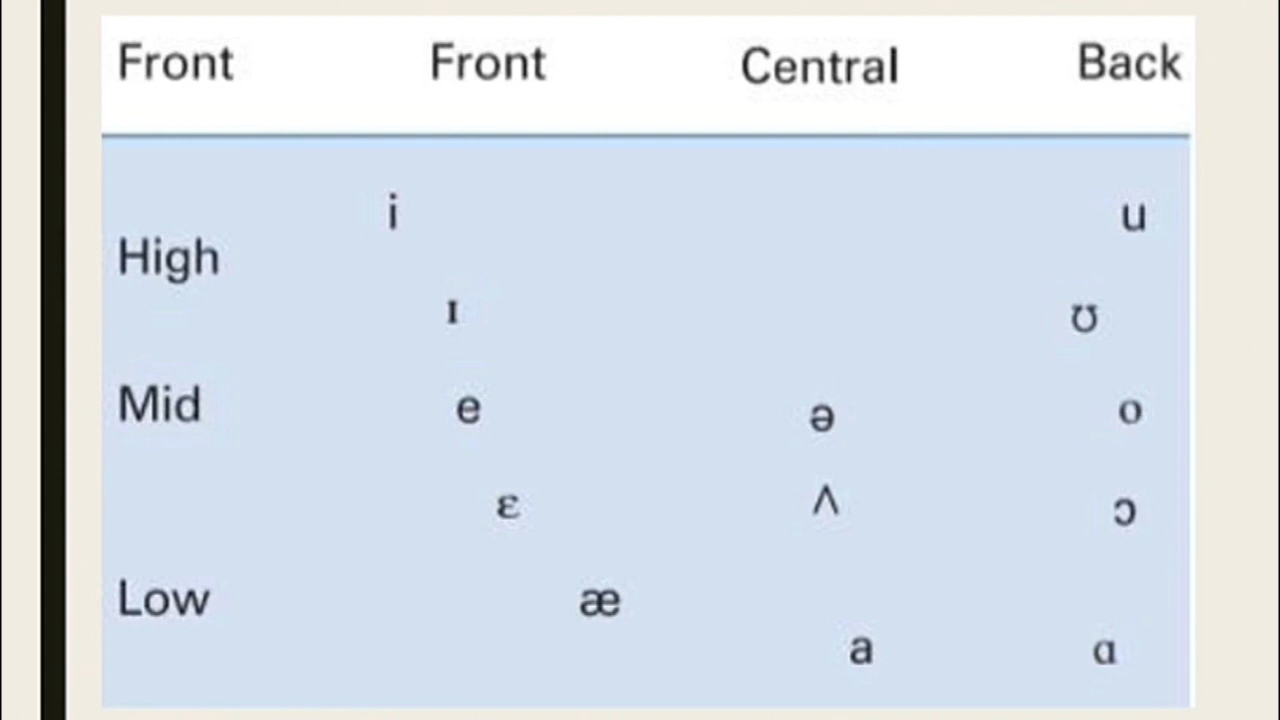 Front Front Central Back
i u
High
ɪ ʊ
Mid e ə o
ɛ ʌ ɔ
Low æ
a ɑ